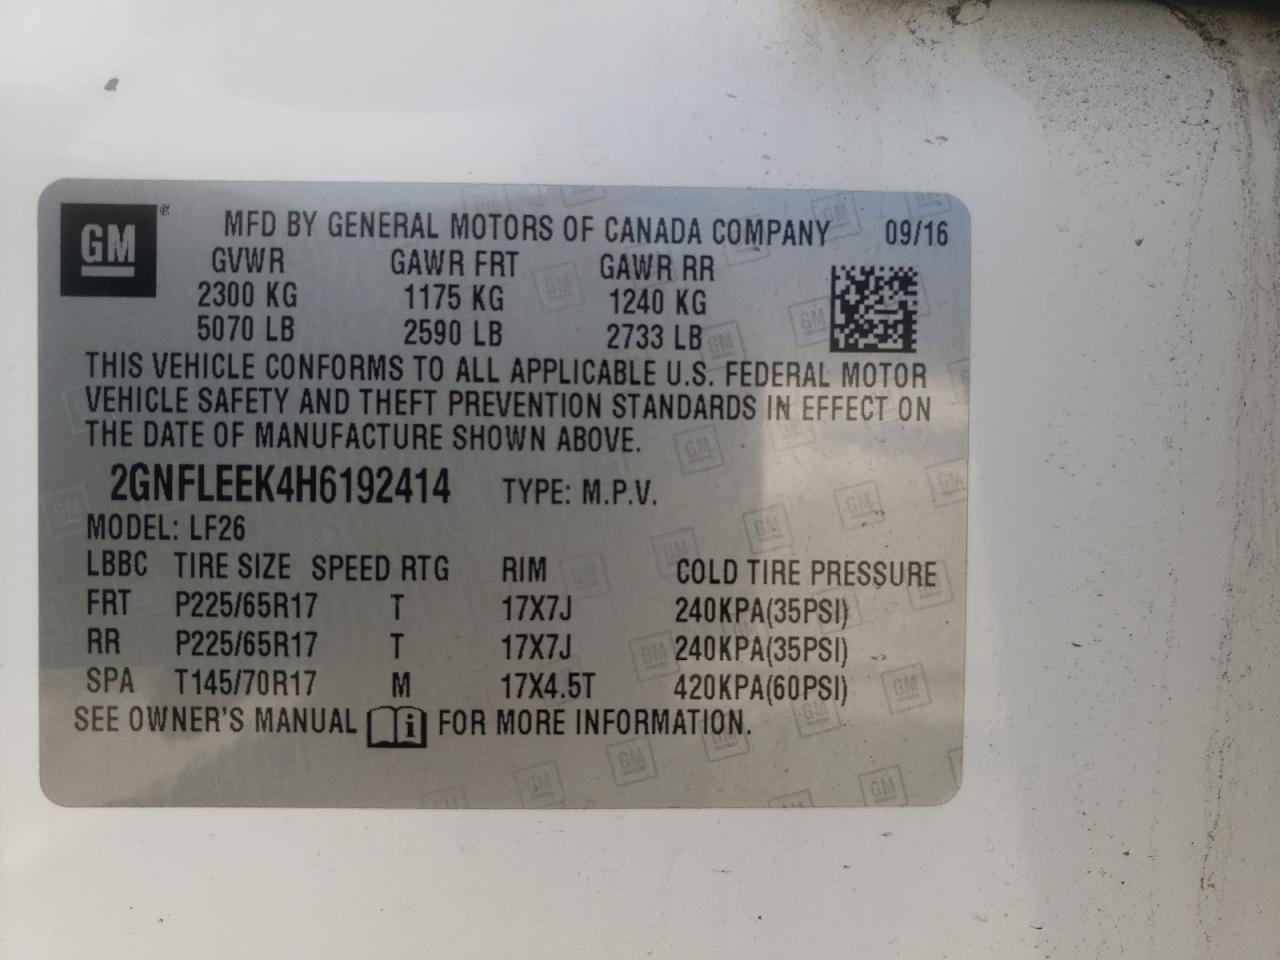 GM ® MFD BY GENERAL MOTORS OF CANADA COMPANY 09/16
GVWR GAWR FRT GAWR RR
2300 KG 1175 KG 1240 KG
5070 LB 2590 LB 2733 LB
THIS VEHICLE CONFORMS TO ALL APPLICABLE U.S. FEDERAL MOTOR
VEHICLE SAFETY AND THEFT PREVENTION STANDARDS IN EFFECT ON
THE DATE OF MANUFACTURE SHOWN ABOVE.
2GNFLEEK4H6192414 TYPE: M.P.V.
MODEL: LF26
LBBC TIRE SIZE SPEED RTG RIM COLD TIRE PRESSURE
FRT P225/65R17 T 17X7J 240KPA(35PSI)
RR P225/65R17 T 17X7J 240KPA(35PSI)
SPA T145/70R17 M 17X4.5T 420KPA(60PSI)
SEE OWNER'S MANUAL i FOR MORE INFORMATION.